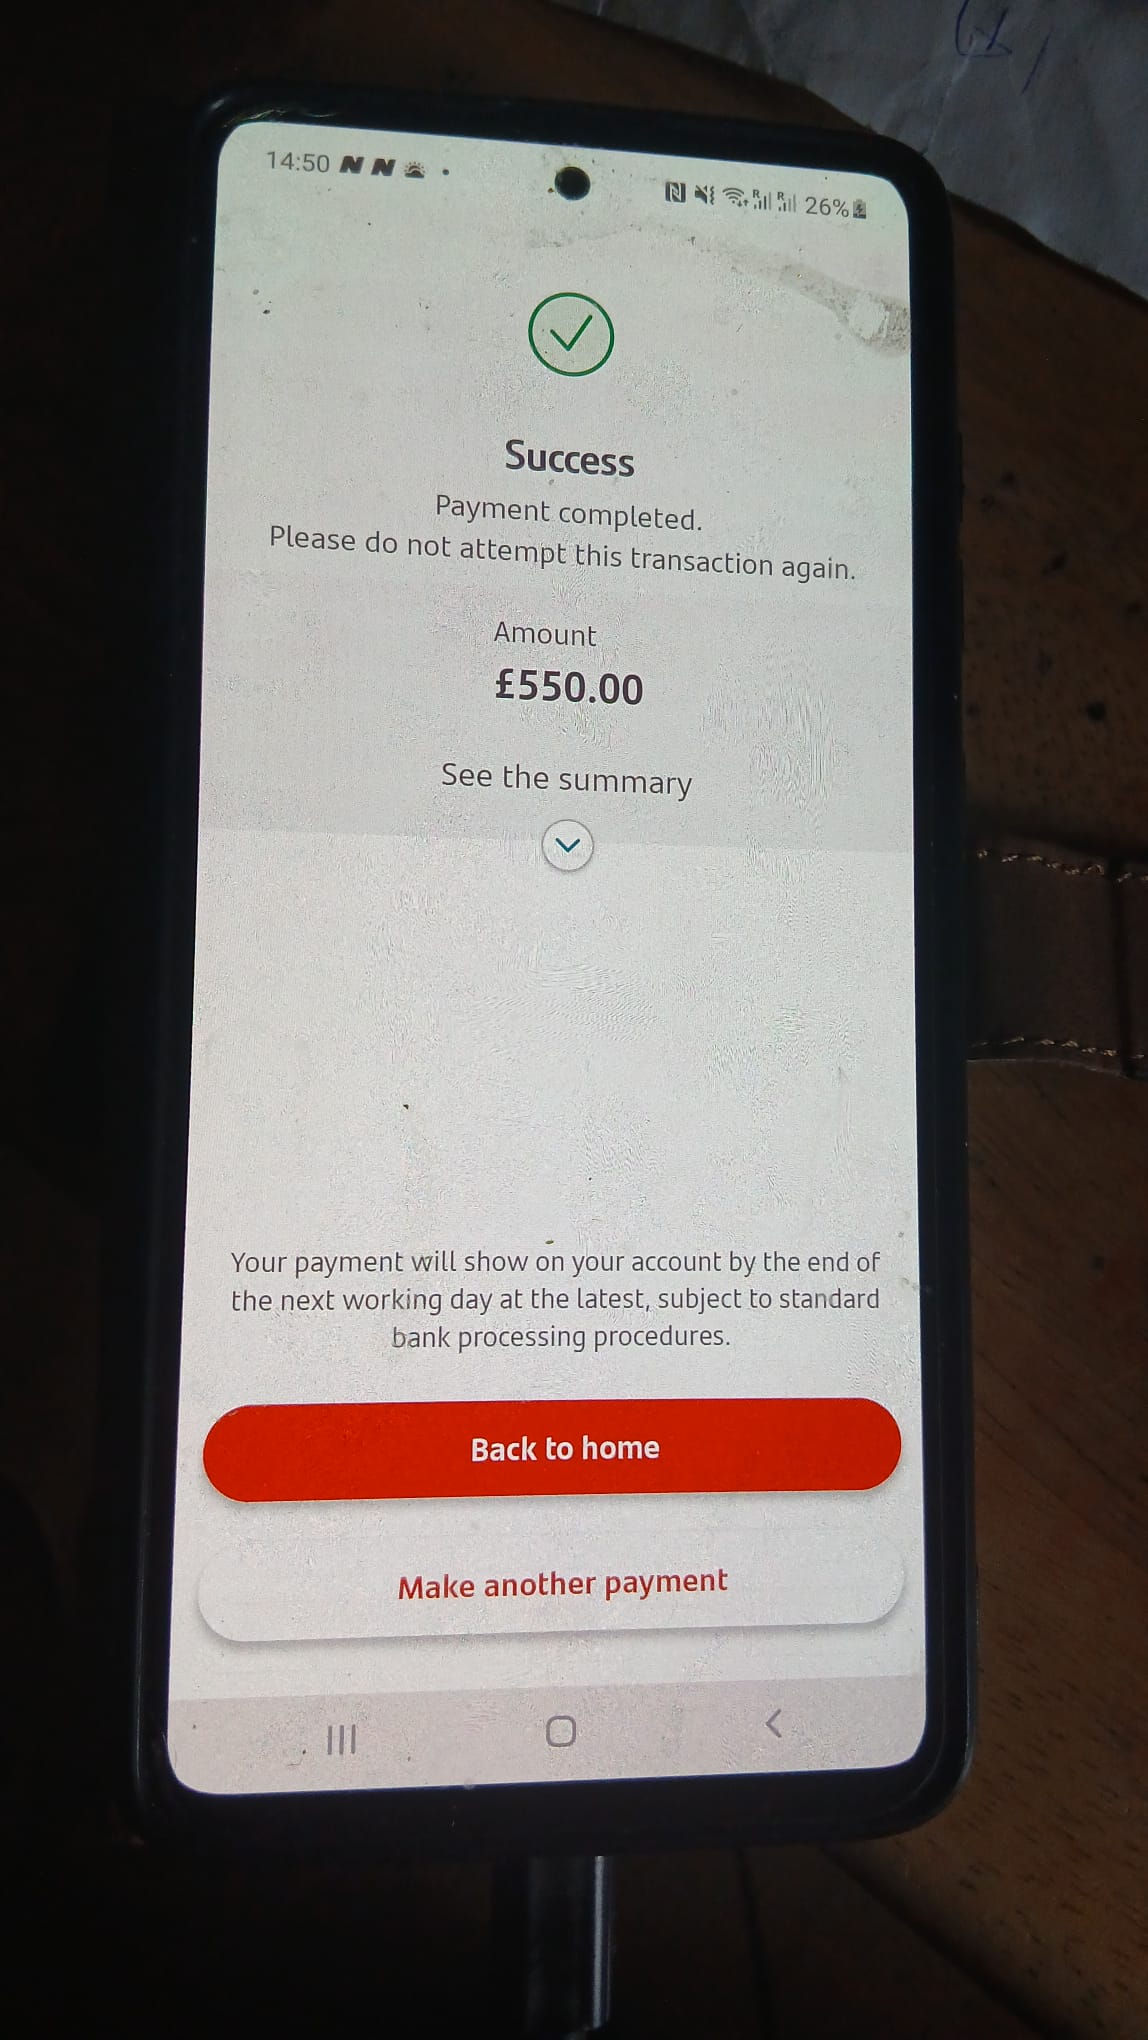 14:50 N N
26%
Success
Payment completed.
Please do not attempt this transaction again.
Amount
£550.00
See the summary
Your payment will show on your account by the end of
the next working day at the latest, subject to standard
bank processing procedures.
Back to home
Make another payment